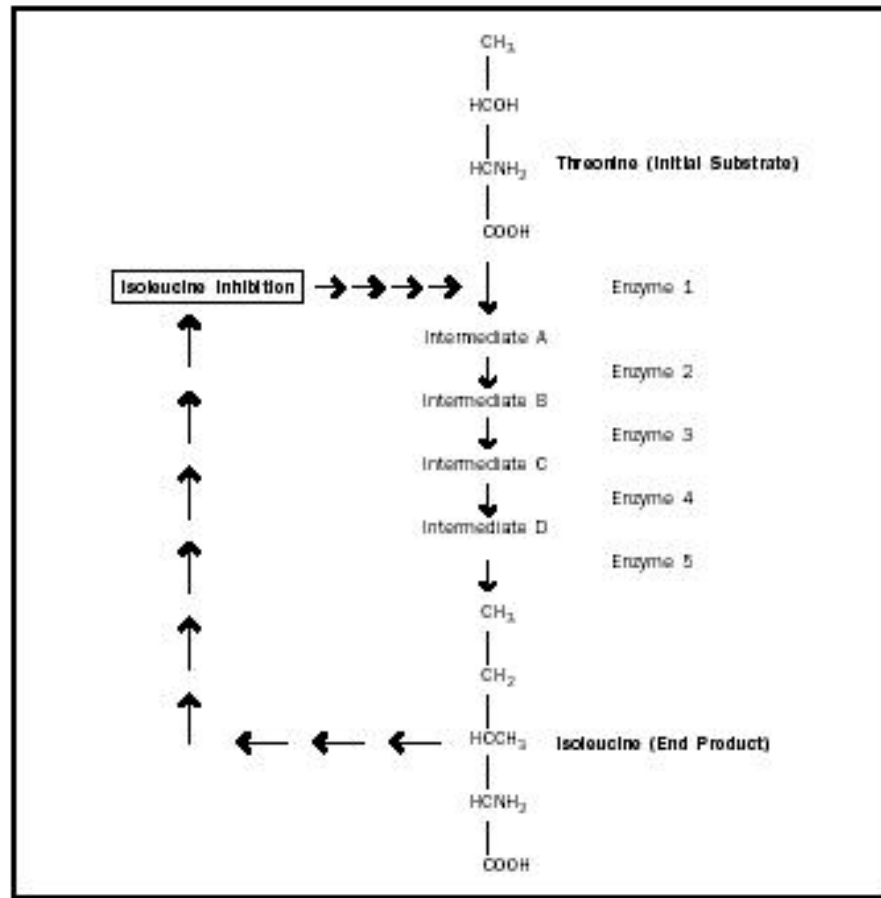 CH3
HCOH
HCNH2
Threonine (Initial Substrate)
COOH
Isoleucine Inhibition
Enzyme 1
Intermediate A
Enzyme 2
Intermediate B
Enzyme 3
Intermediate C
Enzyme 4
Intermediate D
Enzyme 5
CH3
CH2
HCCH3
Isoleucine (End Product)
HCNH2
COOH